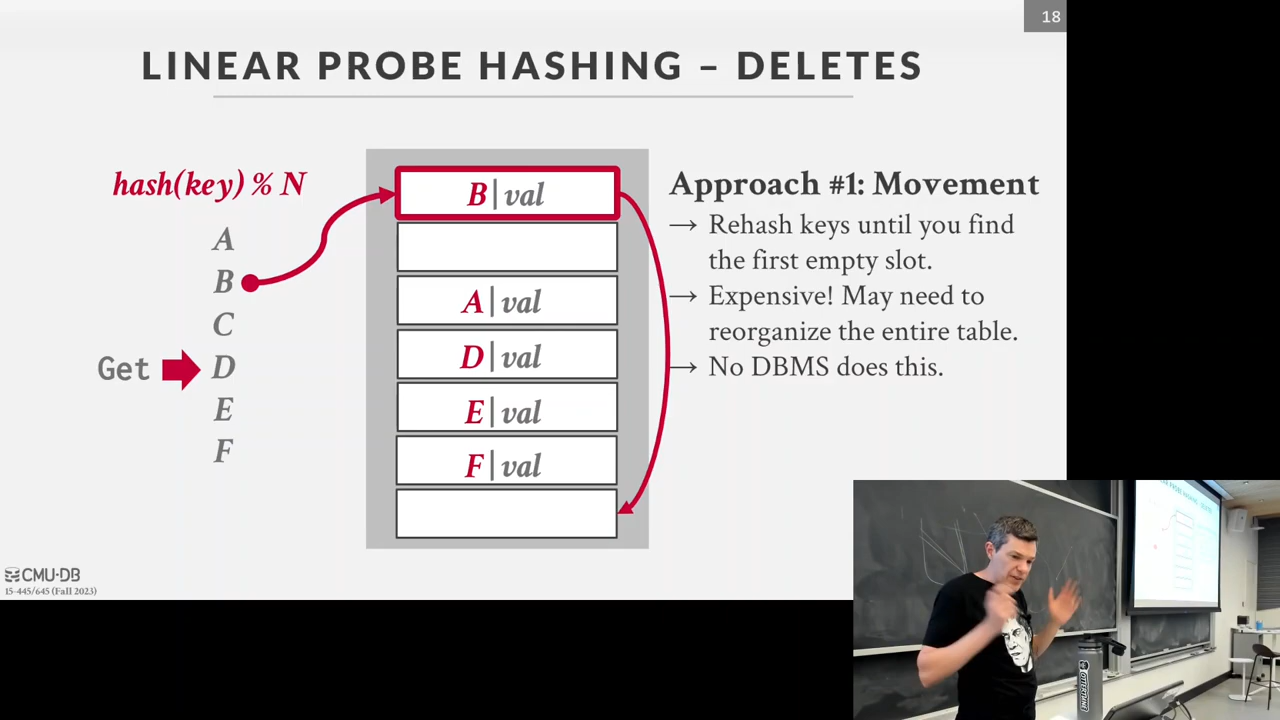 18
LINEAR PROBE HASHING – DELETES
hash(key) % N
A
B
C
Get D
E
F
B|val
A|val
D|val
E|val
F|val
Approach #1: Movement
→ Rehash keys until you find
the first empty slot.
→ Expensive! May need to
reorganize the entire table.
→ No DBMS does this.
CMU·DB
15-445/645 (Fall 2023)